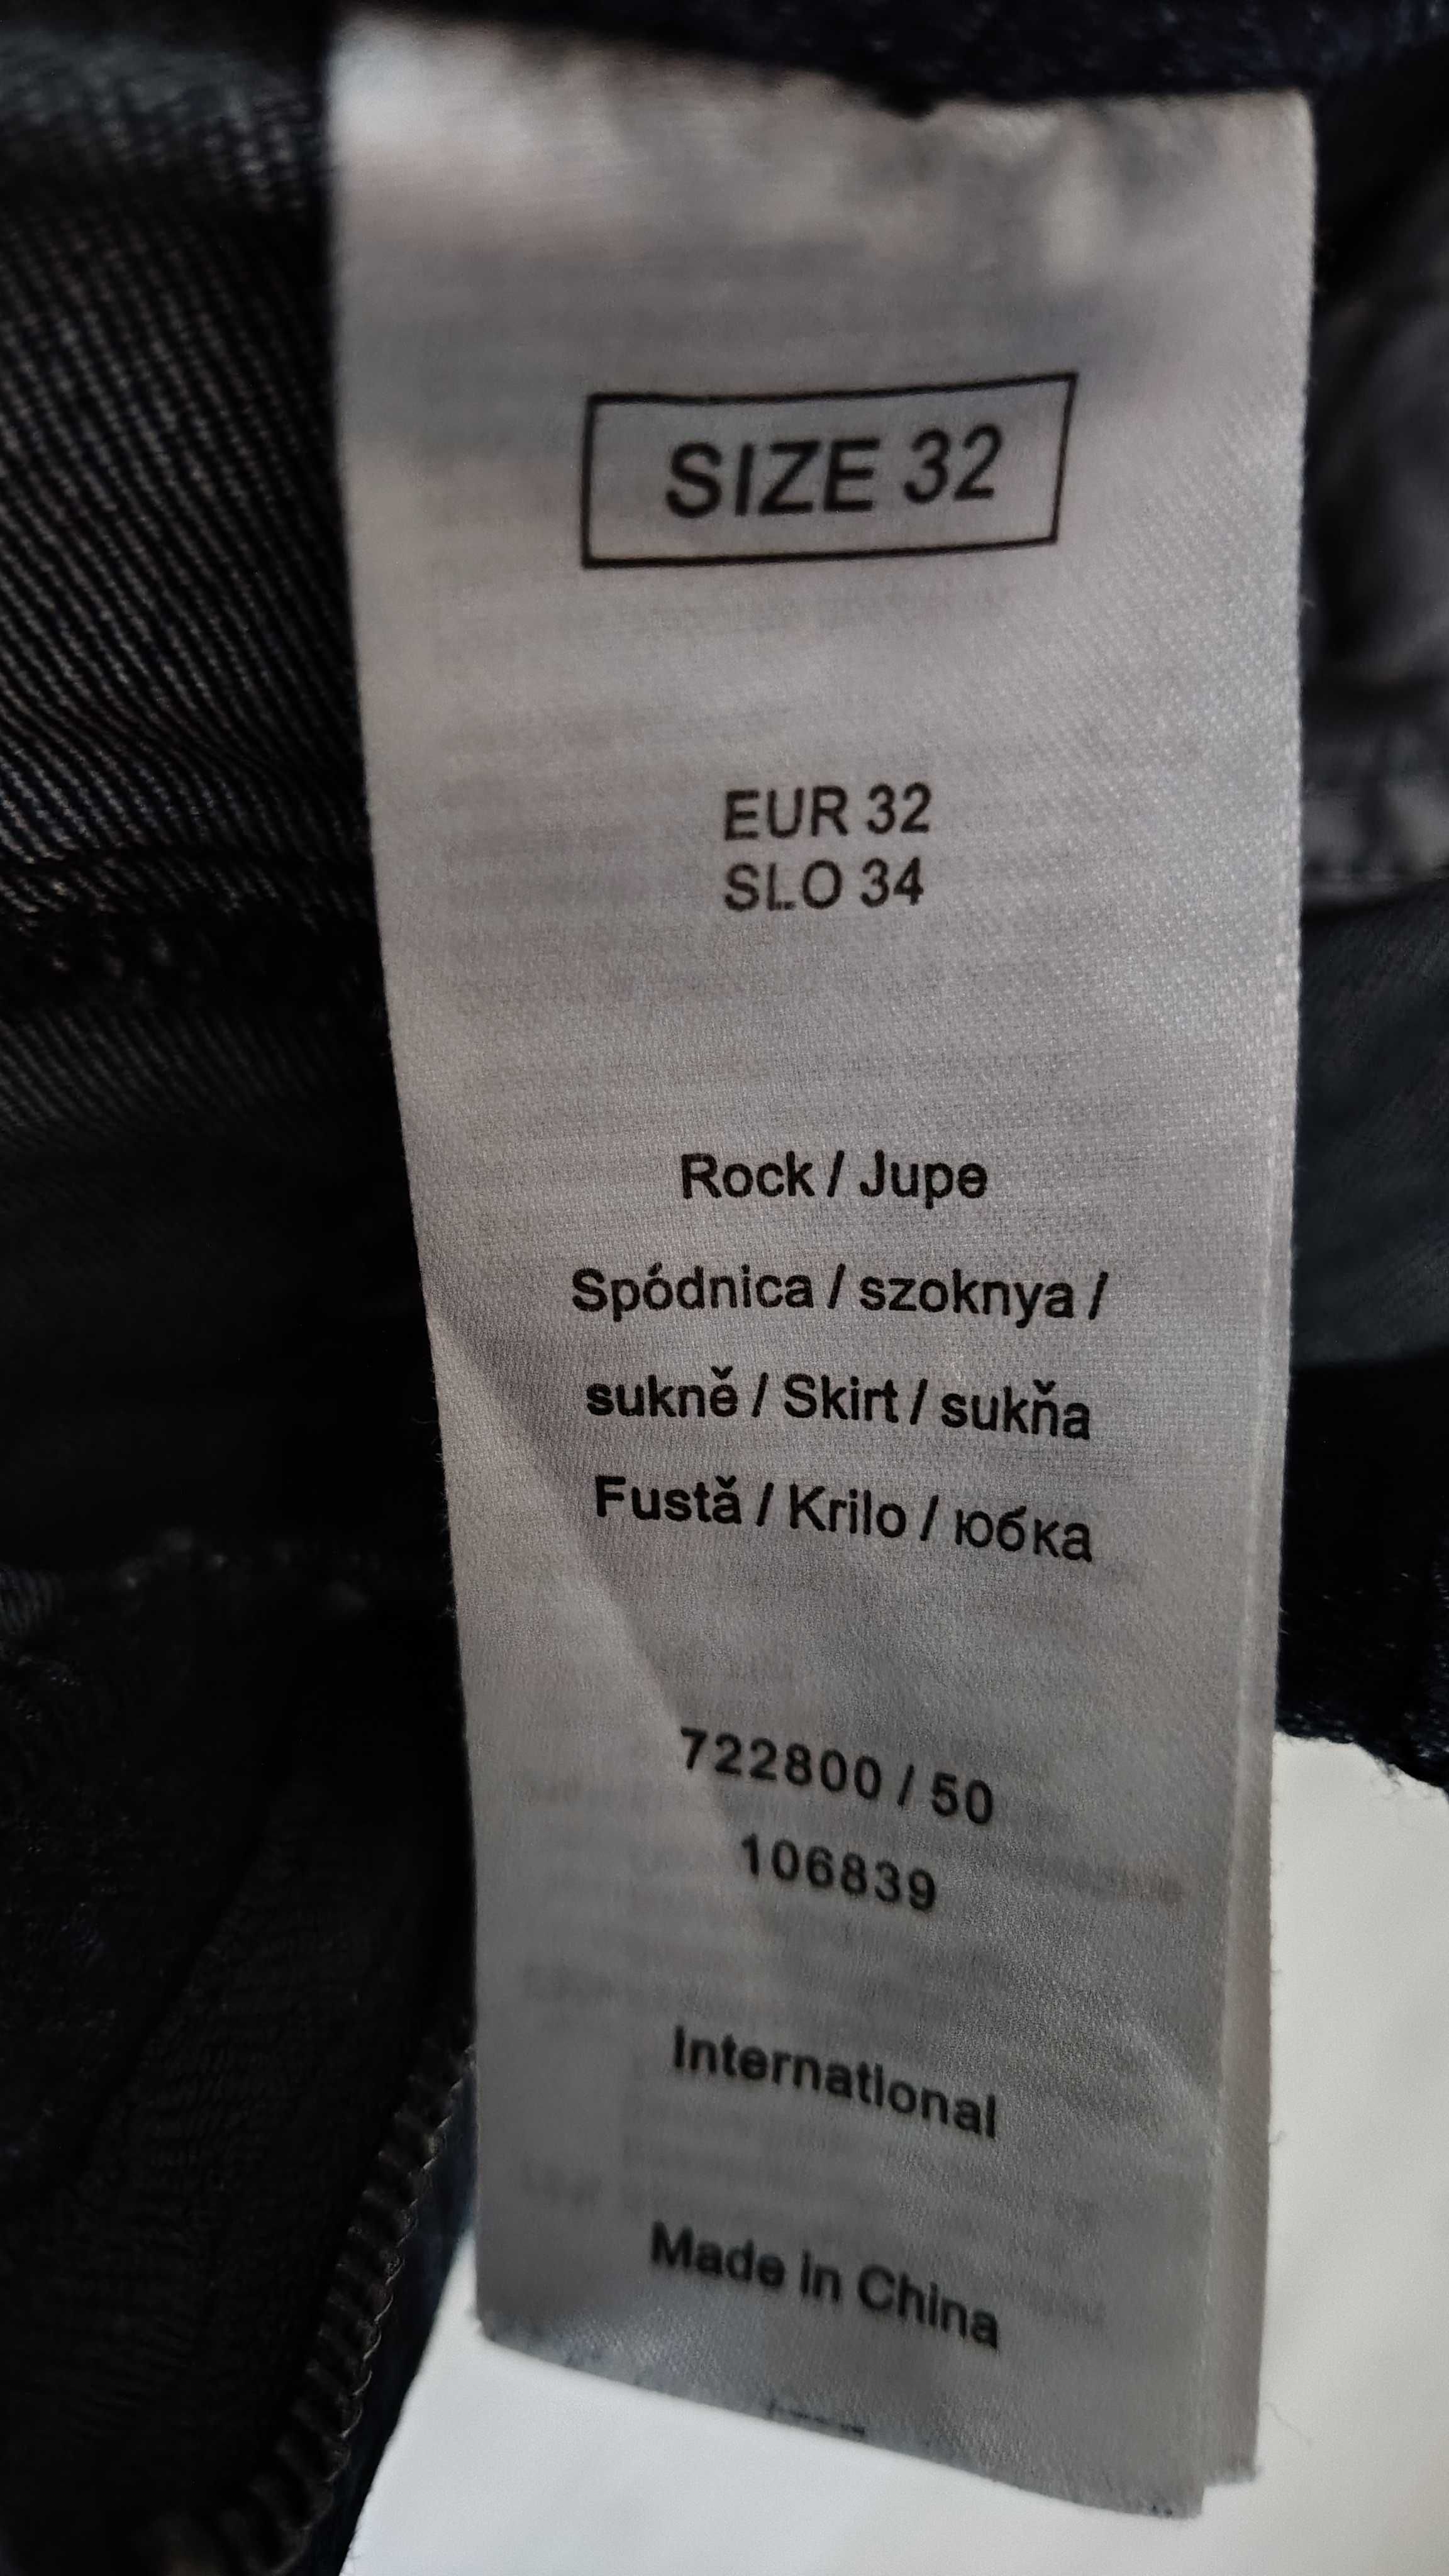 SIZE 32
EUR 32
SLO 34
Rock / Jupe
Spódnica / szoknya /
sukně / Skirt / sukňa
Fustă / Krilo / юбка
722800 / 50
106839
International
Made in China